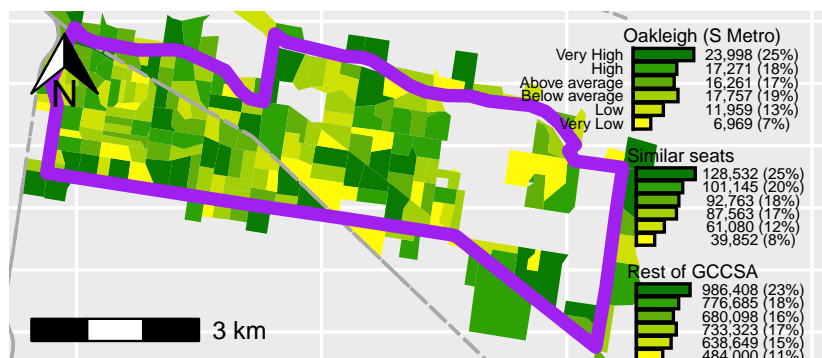 Oakleigh (S Metro)
Very High 23,998 (25%)
High 17,271 (18%)
Above average 16,261 (17%)
Below average 17,757 (19%)
Low 11,959 (13%)
Very Low 6,969 (7%)
N
Similar seats
128,532 (25%)
101,145 (20%)
92,763 (18%)
87,563 (17%)
61,080 (12%)
39,852 (8%)
Rest of GCCSA
986,408 (23%)
776,685 (18%)
680,098 (16%)
733,323 (17%)
638,649 (15%)
484,000 (11%)
3 km